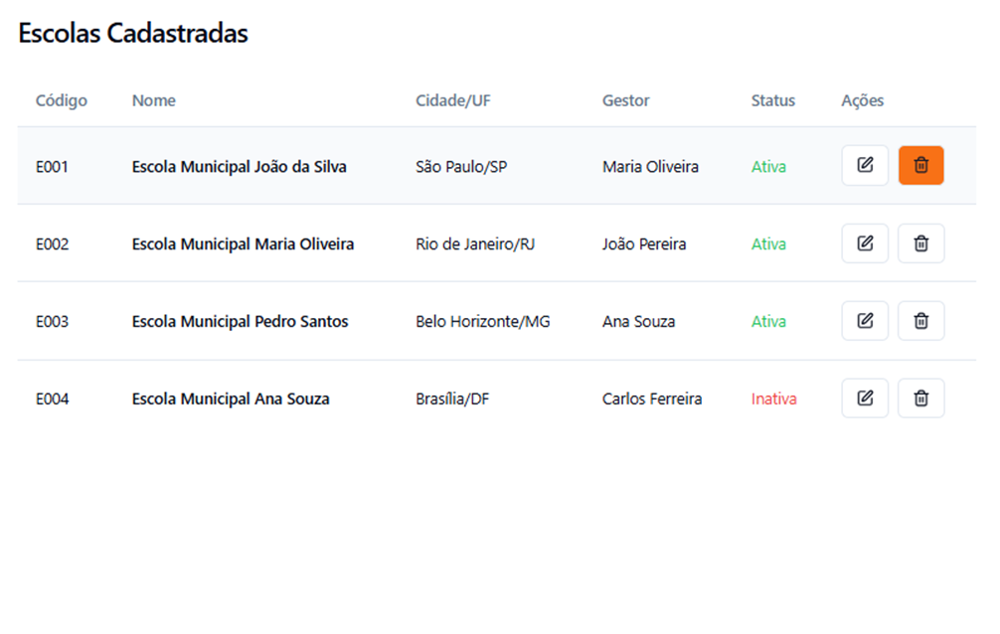 Escolas Cadastradas
Código Nome Cidade/UF Gestor Status Ações
E001 Escola Municipal João da Silva São Paulo/SP Maria Oliveira Ativa
E002 Escola Municipal Maria Oliveira Rio de Janeiro/RJ João Pereira Ativa
E003 Escola Municipal Pedro Santos Belo Horizonte/MG Ana Souza Ativa
E004 Escola Municipal Ana Souza Brasília/DF Carlos Ferreira Inativa